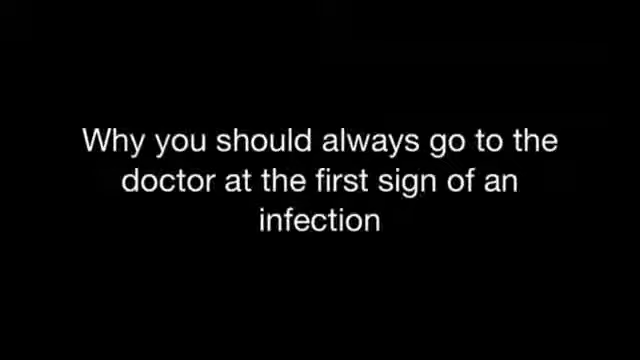 Why you should always go to the
doctor at the first sign of an
infection